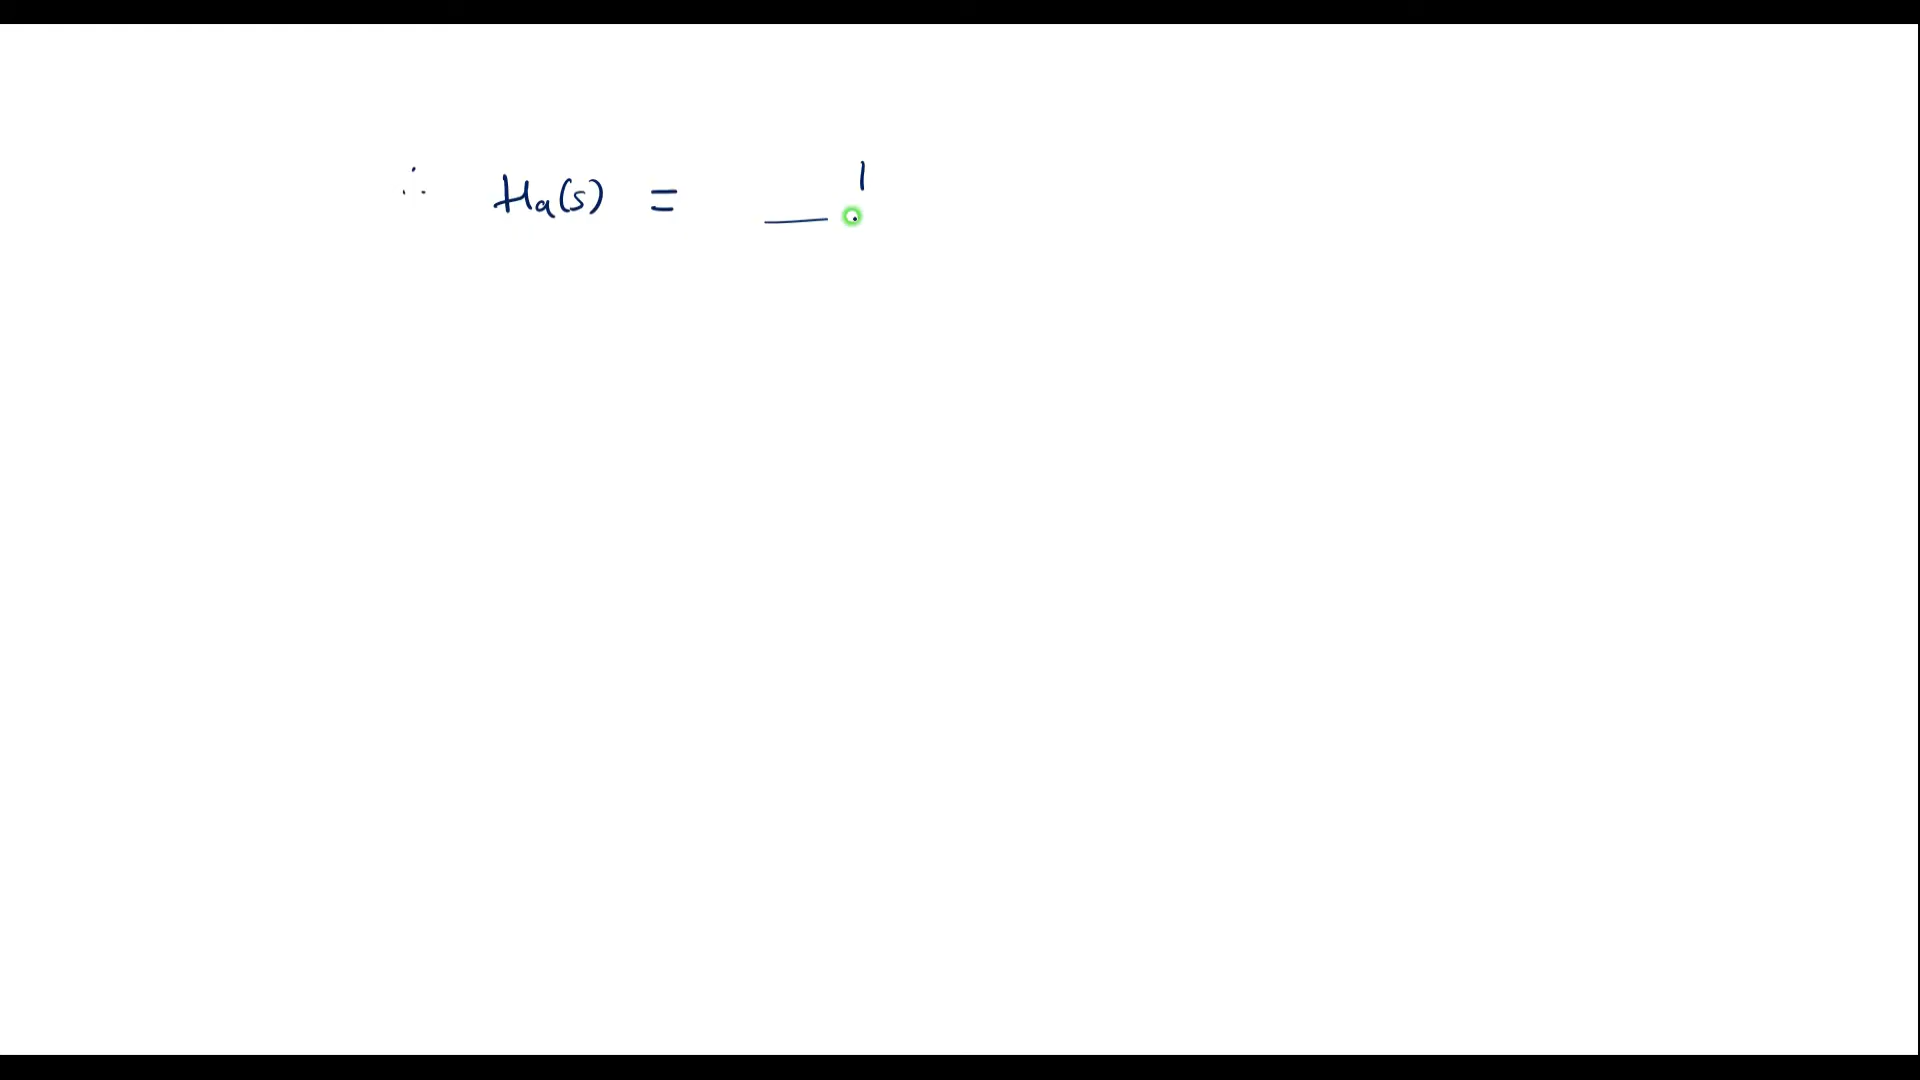 ∴ Ha(s) = 1